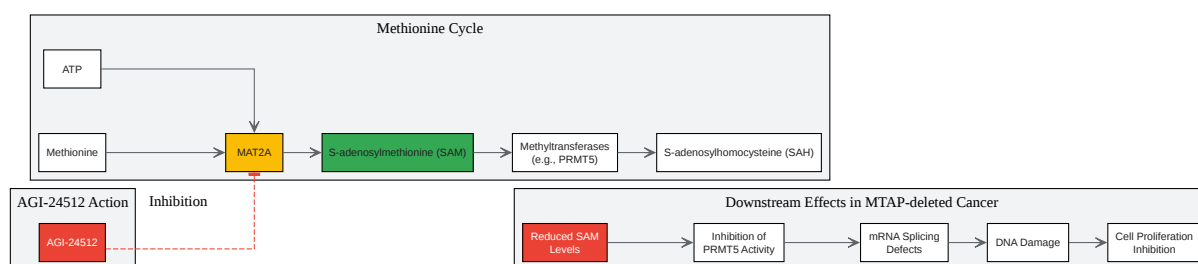 Methionine Cycle
ATP
Methionine
MAT2A
S-adenosylmethionine (SAM)
Methyltransferases
(e.g., PRMT5)
S-adenosylhomocysteine (SAH)
AGI-24512 Action
Inhibition
AGI-24512
Downstream Effects in MTAP-deleted Cancer
Reduced SAM
Levels
Inhibition of
PRMT5 Activity
mRNA Splicing
Defects
DNA Damage
Cell Proliferation
Inhibition